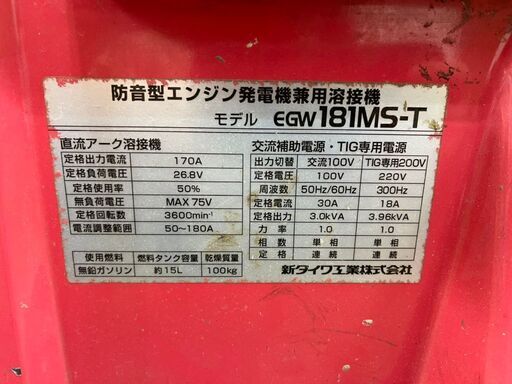 防音型エンジン発電機兼用溶接機
モデル EGW181MS-T
直流アーク溶接機
定格出力電流 170A
定格負荷電圧 26.8V
定格使用率 50%
無負荷電圧 MAX 75V
定格回転数 3600min⁻¹
電流調整範囲 50~180A
交流補助電源・TIG専用電源
出力切替 交流100V TIG専用200V
定格電圧 100V 220V
周波数 50Hz/60Hz 300Hz
定格電流 30A 18A
定格出力 3.0kVA 3.96kVA
力率 1.0 1.0
相数 単相 単相
定格 連続 連続
使用燃料 燃料タンク容量 乾燥質量
無鉛ガソリン 約15L 100kg
新ダイワ工業株式会社